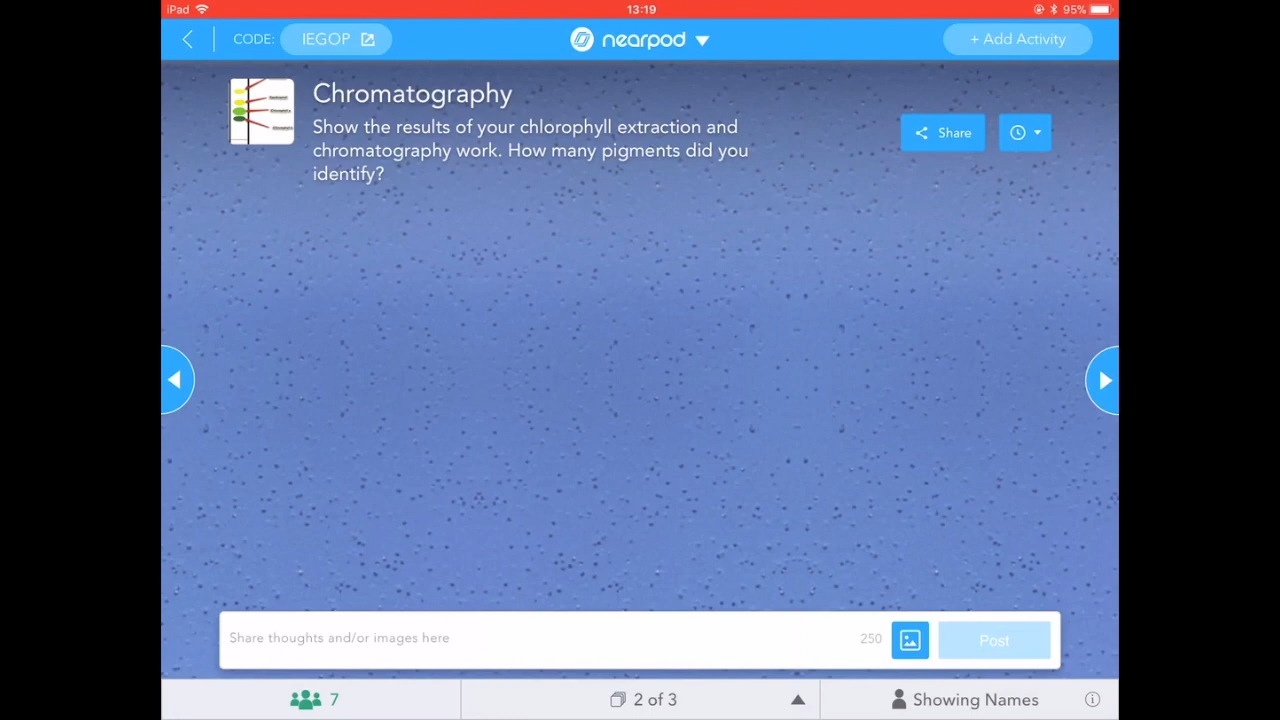 iPad 13:19 95%
CODE: IEGOP nearpod + Add Activity
Chromatography
Show the results of your chlorophyll extraction and
chromatography work. How many pigments did you
identify?
Share
Share thoughts and/or images here 250 Post
7 2 of 3 Showing Names